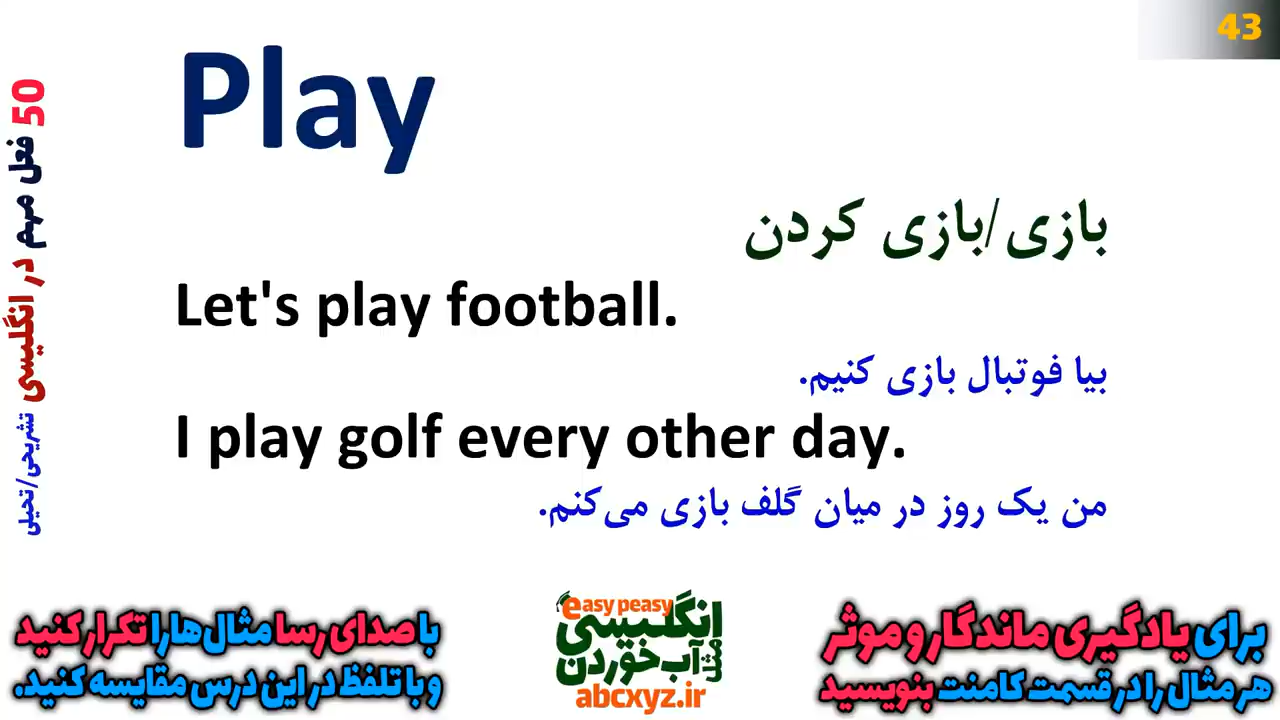 43
Play
بازی/بازی کردن
Let's play football.
بیا فوتبال بازی کنیم.
I play golf every other day.
من یک روز در میان گلف بازی می‌کنم.
50 فعل مهم در انگلیسی تشریحی/تحیلی
برای یادگیری ماندگار و موثر
هر مثال را در قسمت کامنت بنویسید
easy peasy
انگلیسی
مثل
آب خوردن
abcxyz.ir
با صدای رسا مثال‌ها را تکرار کنید
و با تلفظ در این درس مقایسه کنید.